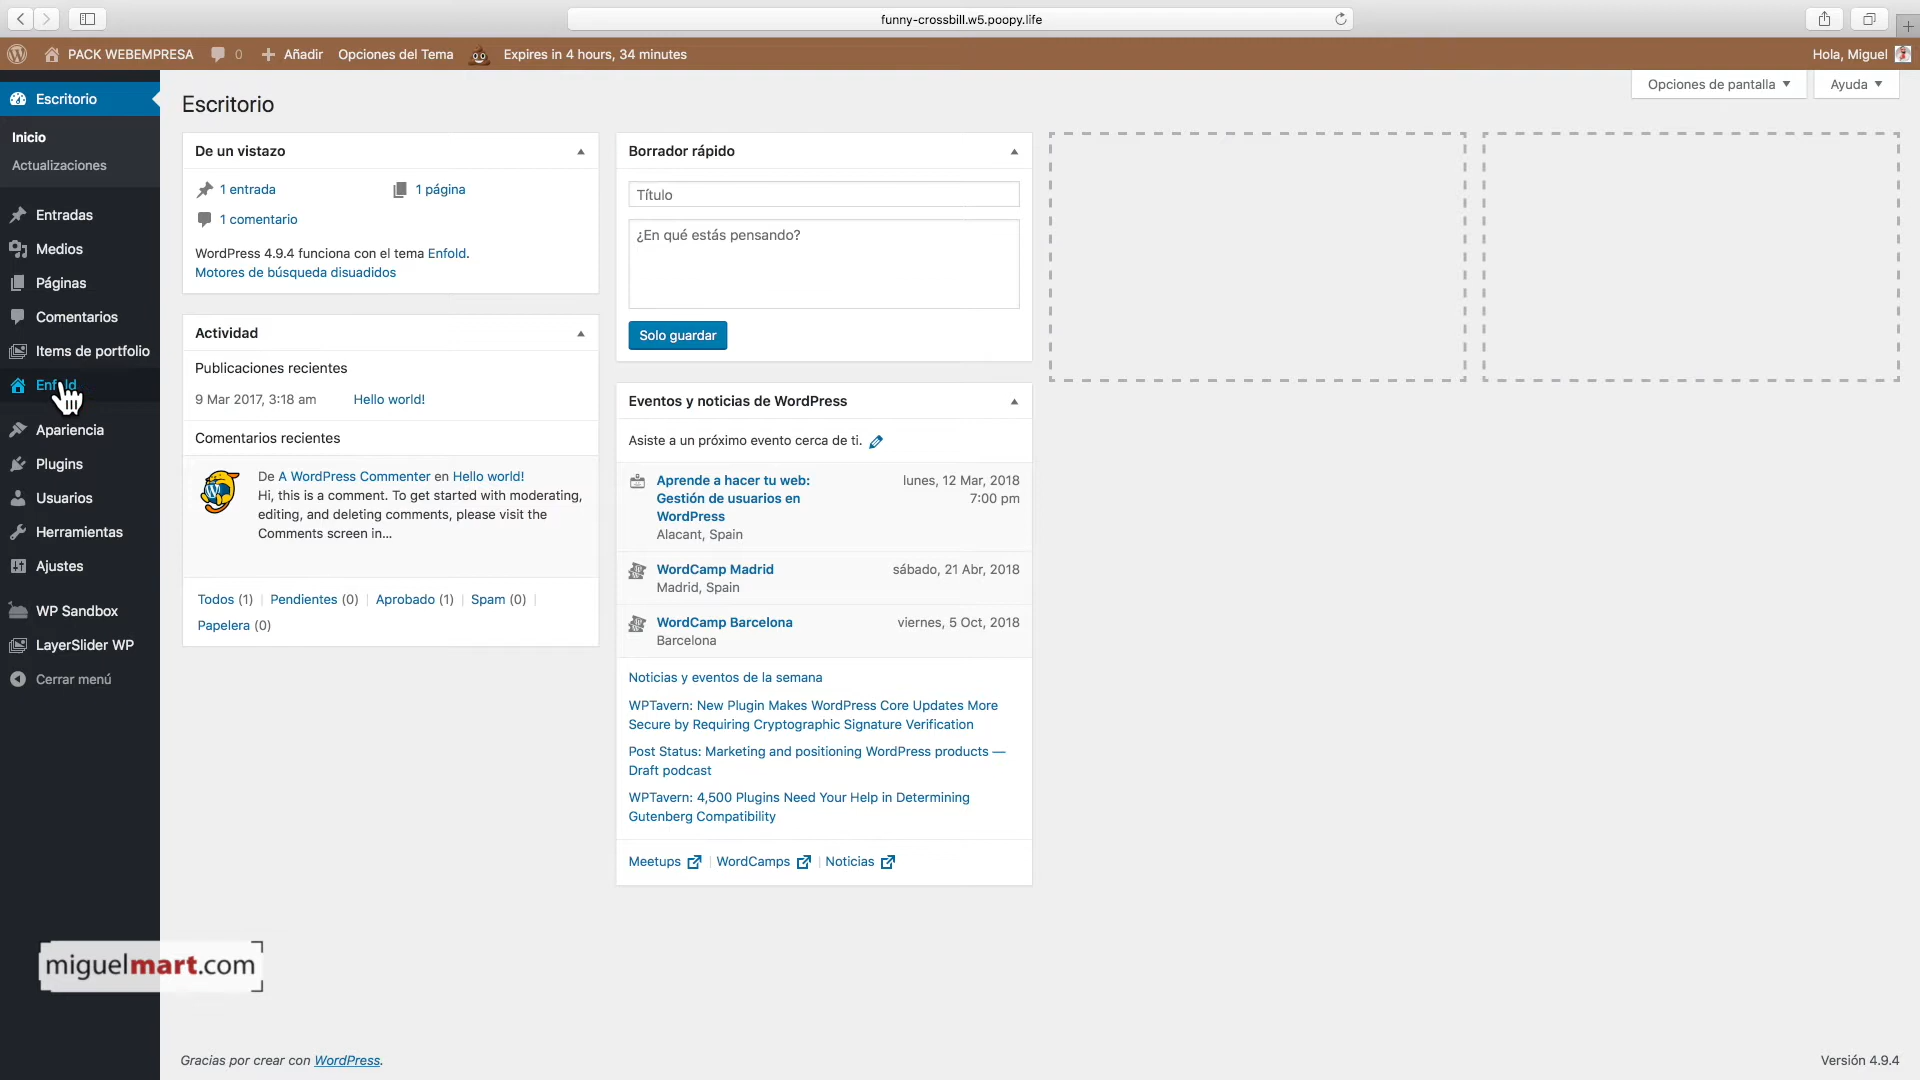 funny-crossbill.w5.poopy.life
PACK WEBEMPRESA
0
Añadir
Opciones del Tema
Expires in 4 hours, 34 minutes
Hola, Miguel
Escritorio
Inicio
Actualizaciones
Entradas
Medios
Páginas
Comentarios
Items de portfolio
Enfold
Apariencia
Plugins
Usuarios
Herramientas
Ajustes
WP Sandbox
LayerSlider WP
Cerrar menú
Opciones de pantalla
Ayuda
Escritorio
De un vistazo
1 entrada
1 página
1 comentario
WordPress 4.9.4 funciona con el tema Enfold.
Motores de búsqueda disuadidos
Actividad
Publicaciones recientes
9 Mar 2017, 3:18 am
Hello world!
Comentarios recientes
De A WordPress Commenter en Hello world!
Hi, this is a comment. To get started with moderating,
editing, and deleting comments, please visit the
Comments screen in...
Todos (1) | Pendientes (0) | Aprobado (1) | Spam (0) |
Papelera (0)
Borrador rápido
Título
¿En qué estás pensando?
Solo guardar
Eventos y noticias de WordPress
Asiste a un próximo evento cerca de ti.
Aprende a hacer tu web:
Gestión de usuarios en
WordPress
Alacant, Spain
lunes, 12 Mar, 2018
7:00 pm
WordCamp Madrid
Madrid, Spain
sábado, 21 Abr, 2018
WordCamp Barcelona
Barcelona
viernes, 5 Oct, 2018
Noticias y eventos de la semana
WPTavern: New Plugin Makes WordPress Core Updates More
Secure by Requiring Cryptographic Signature Verification
Post Status: Marketing and positioning WordPress products —
Draft podcast
WPTavern: 4,500 Plugins Need Your Help in Determining
Gutenberg Compatibility
Meetups | WordCamps | Noticias
miguelmart.com
Gracias por crear con WordPress.
Versión 4.9.4